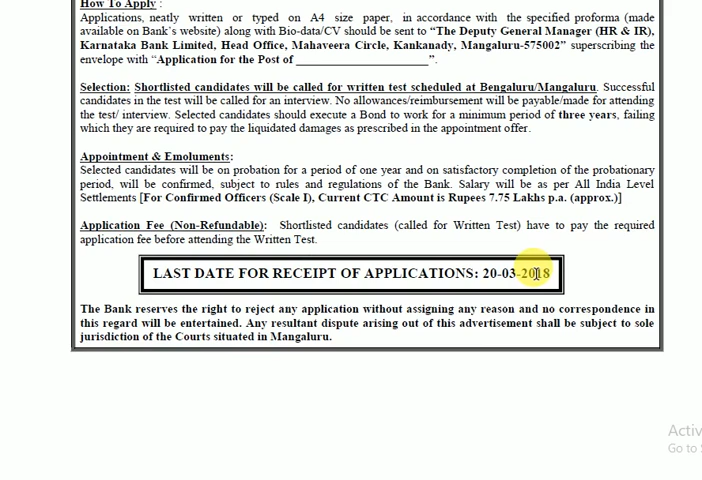 How To Apply :
Applications, neatly written or typed on A4 size paper, in accordance with the specified proforma (made
available on Bank's website) along with Bio-data/CV should be sent to “The Deputy General Manager (HR & IR),
Karnataka Bank Limited, Head Office, Mahaveera Circle, Kankanady, Mangaluru-575002” superscribing the
envelope with “Application for the Post of ______________________”.
Selection: Shortlisted candidates will be called for written test scheduled at Bengaluru/Mangaluru. Successful
candidates in the test will be called for an interview. No allowances/reimbursement will be payable/made for attending
the test/ interview. Selected candidates should execute a Bond to work for a minimum period of three years, failing
which they are required to pay the liquidated damages as prescribed in the appointment offer.
Appointment & Emoluments:
Selected candidates will be on probation for a period of one year and on satisfactory completion of the probationary
period, will be confirmed, subject to rules and regulations of the Bank. Salary will be as per All India Level
Settlements [For Confirmed Officers (Scale I), Current CTC Amount is Rupees 7.75 Lakhs p.a. (approx.)]
Application Fee (Non-Refundable): Shortlisted candidates (called for Written Test) have to pay the required
application fee before attending the Written Test.
LAST DATE FOR RECEIPT OF APPLICATIONS: 20-03-2018
The Bank reserves the right to reject any application without assigning any reason and no correspondence in
this regard will be entertained. Any resultant dispute arising out of this advertisement shall be subject to sole
jurisdiction of the Courts situated in Mangaluru.
Activ
Go to S